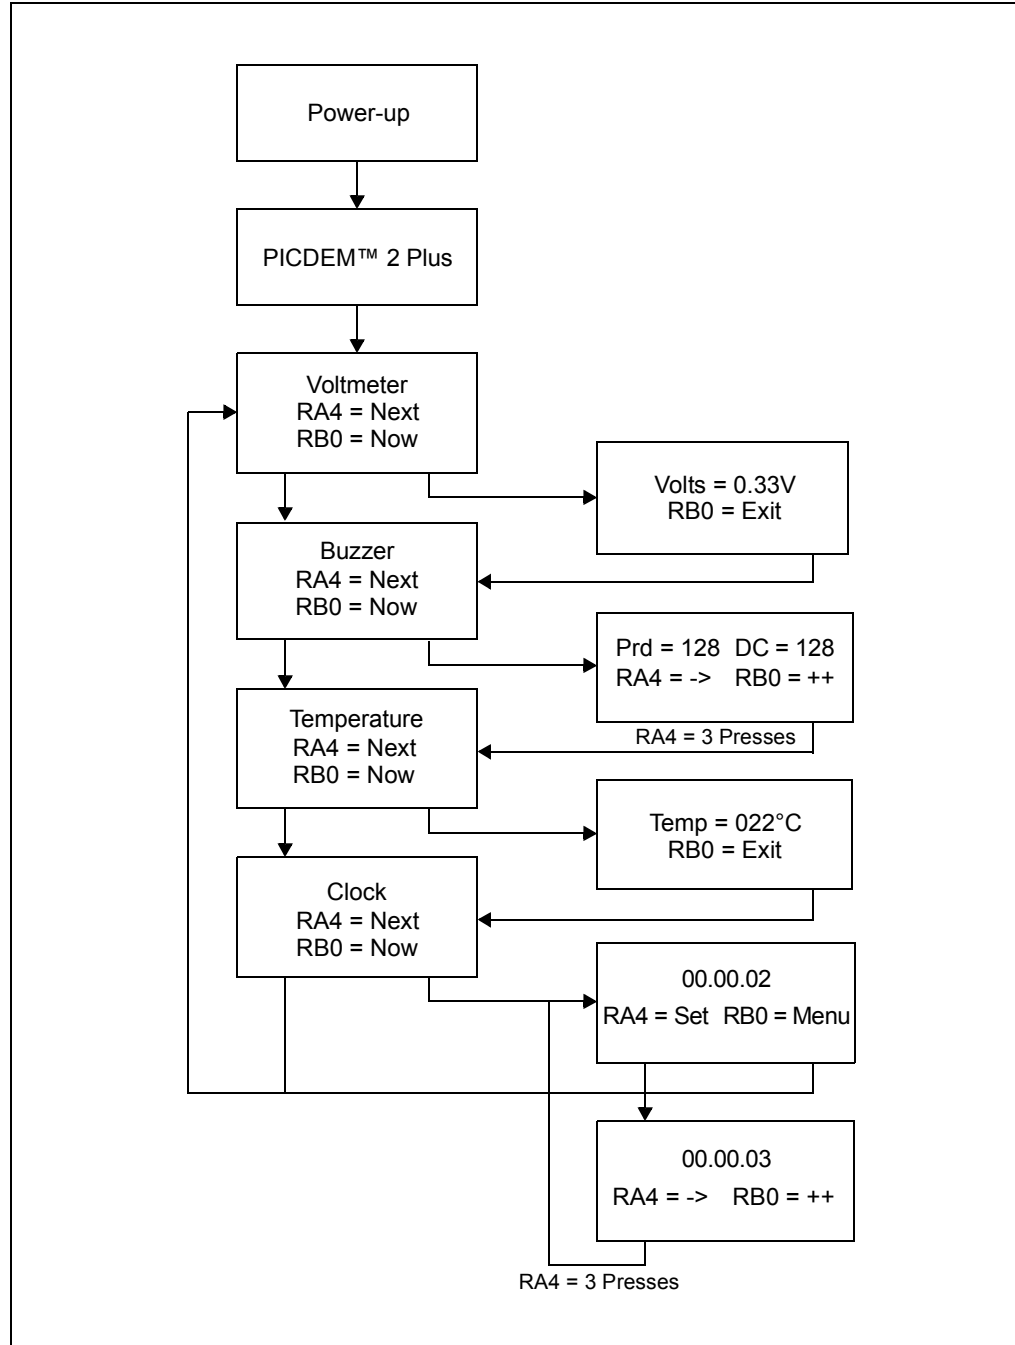 Power-up
PICDEM™ 2 Plus
Voltmeter
RA4 = Next
RB0 = Now
Volts = 0.33V
RB0 = Exit
Buzzer
RA4 = Next
RB0 = Now
Prd = 128 DC = 128
RA4 = -> RB0 = ++
RA4 = 3 Presses
Temperature
RA4 = Next
RB0 = Now
Temp = 022°C
RB0 = Exit
Clock
RA4 = Next
RB0 = Now
00.00.02
RA4 = Set RB0 = Menu
00.00.03
RA4 = -> RB0 = ++
RA4 = 3 Presses